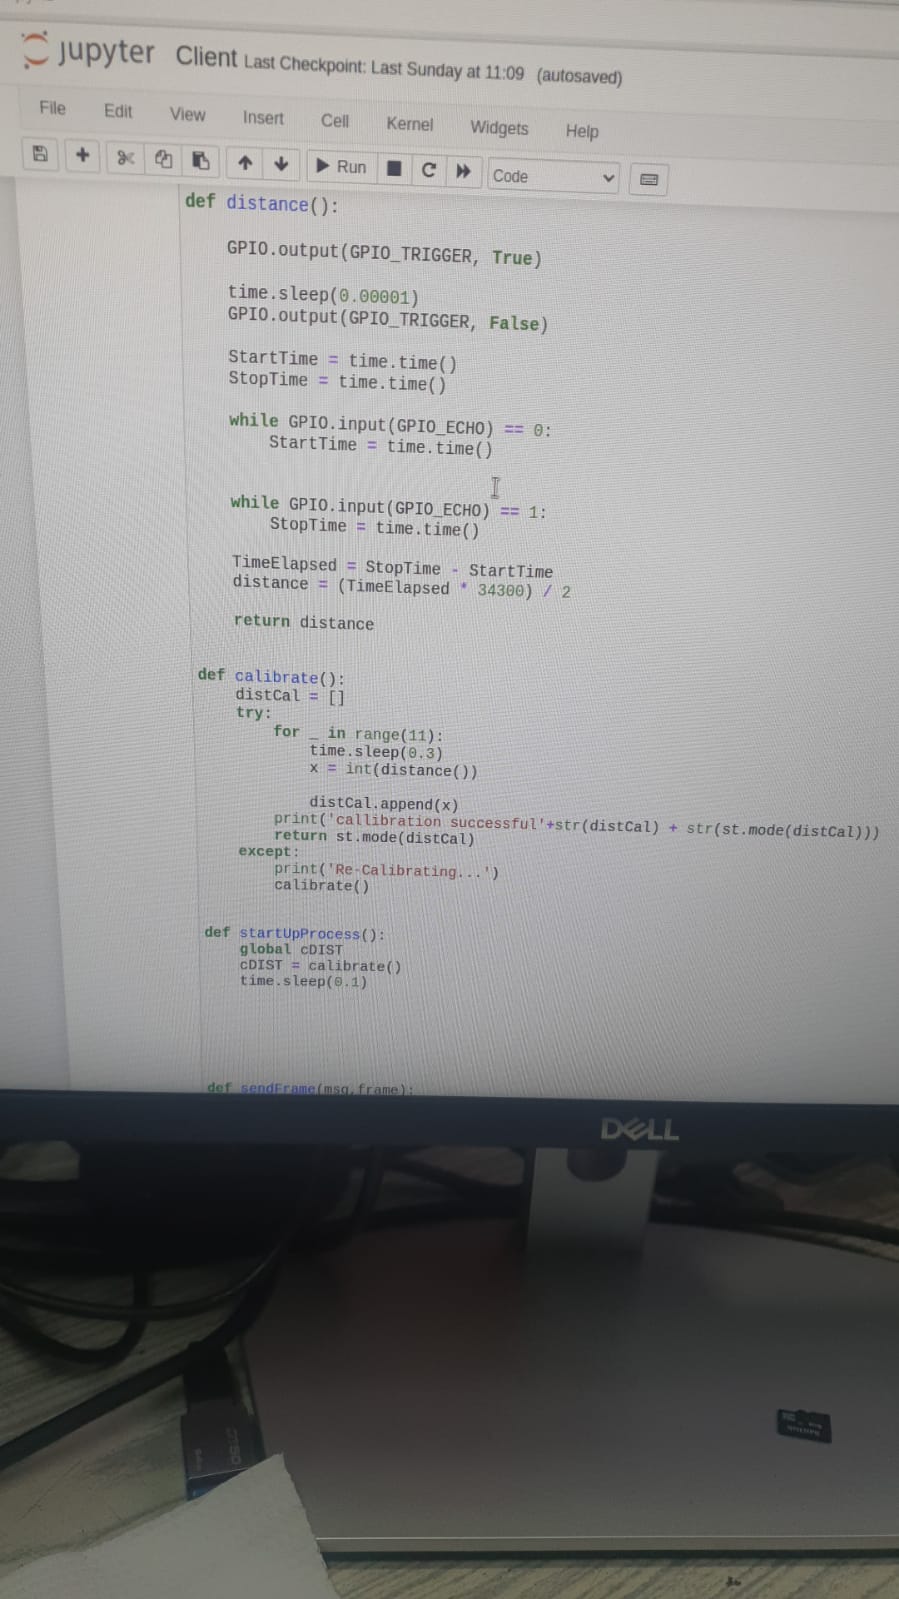 jupyter Client Last Checkpoint: Last Sunday at 11:09 (autosaved)
File Edit View Insert Cell Kernel Widgets Help
Run Code
def distance():
GPIO.output(GPIO_TRIGGER, True)
time.sleep(0.00001)
GPIO.output(GPIO_TRIGGER, False)
StartTime = time.time()
StopTime = time.time()
while GPIO.input(GPIO_ECHO) == 0:
StartTime = time.time()
while GPIO.input(GPIO_ECHO) == 1:
StopTime = time.time()
TimeElapsed = StopTime - StartTime
distance = (TimeElapsed * 34300) / 2
return distance
def calibrate():
distCal = []
try:
for _ in range(11):
time.sleep(0.3)
x = int(distance())
distCal.append(x)
print('callibration successful'+str(distCal) + str(st.mode(distCal)))
return st.mode(distCal)
except:
print('Re-Calibrating...')
calibrate()
def startUpProcess():
global cDIST
cDIST = calibrate()
time.sleep(0.1)
def sendFrame(msg,frame):
DELL